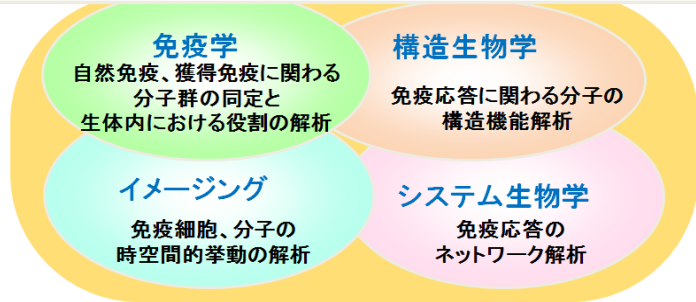 免疫学
自然免疫、獲得免疫に関わる
分子群の同定と
生体内における役割の解析
構造生物学
免疫応答に関わる分子の
構造機能解析
イメージング
免疫細胞、分子の
時空間的挙動の解析
システム生物学
免疫応答の
ネットワーク解析